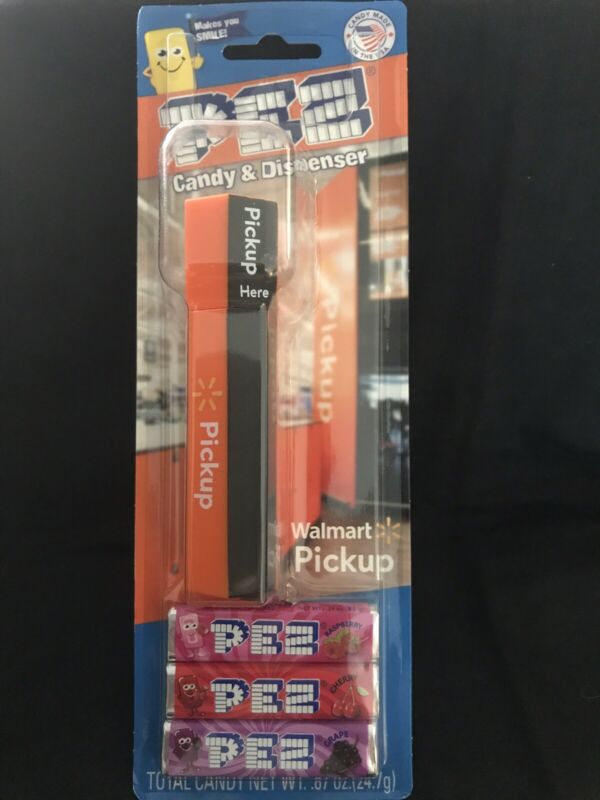 Makes you
SMILE!
CANDY MADE
IN THE USA
PEZ®
Candy & Dispenser
Pickup
Here
Pickup
Pickup
Walmart
Pickup
PEZ® RASPBERRY
PEZ® CHERRY
PEZ GRAPE
TOTAL CANDY NET WT. .87 OZ.(24.7g)